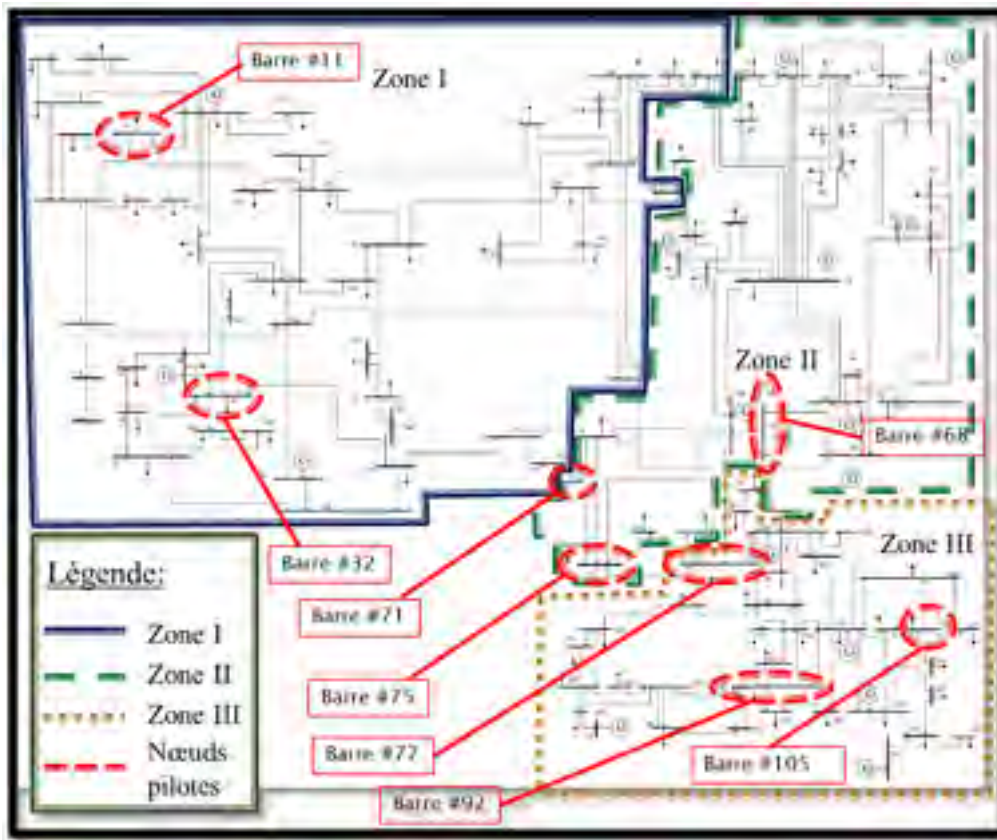 Barre #11
Zone I
Zone II
Barre #68
Zone III
Barre #32
Barre #71
Barre #75
Barre #77
Barre #92
Barre #105
Légende:
Zone I
Zone II
Zone III
Nœuds
pilotes